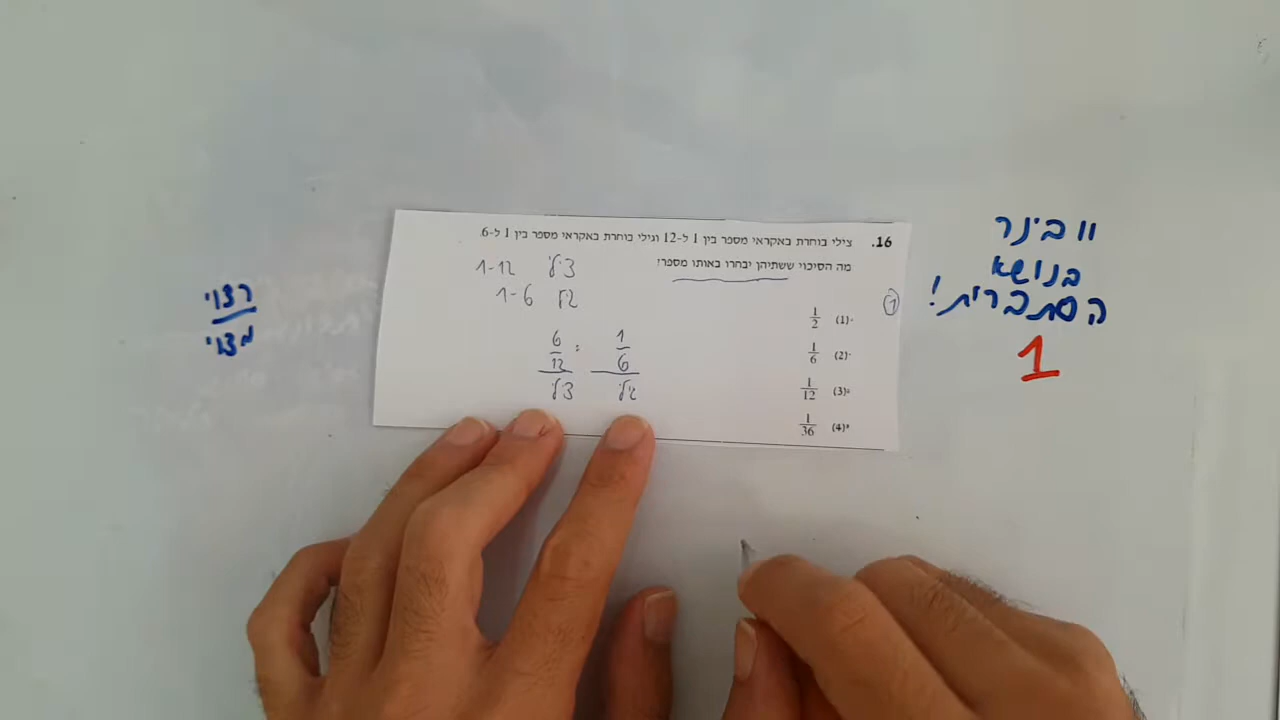 וובינר
בנושא
הסתברות!
1
רצוי
מצוי
16. צילי בוחרת באקראי מספר בין 1 ל-12 וגילי בוחרת באקראי מספר בין 1 ל-6.
מה הסיכוי ששתיהן יבחרו באותו מספר?
(1) 1/2
(2) 1/6
(3) 1/12
(4) 1/36
1
צילי 1-12
גילי 1-6
6/12 · 1/6
צילי גילי